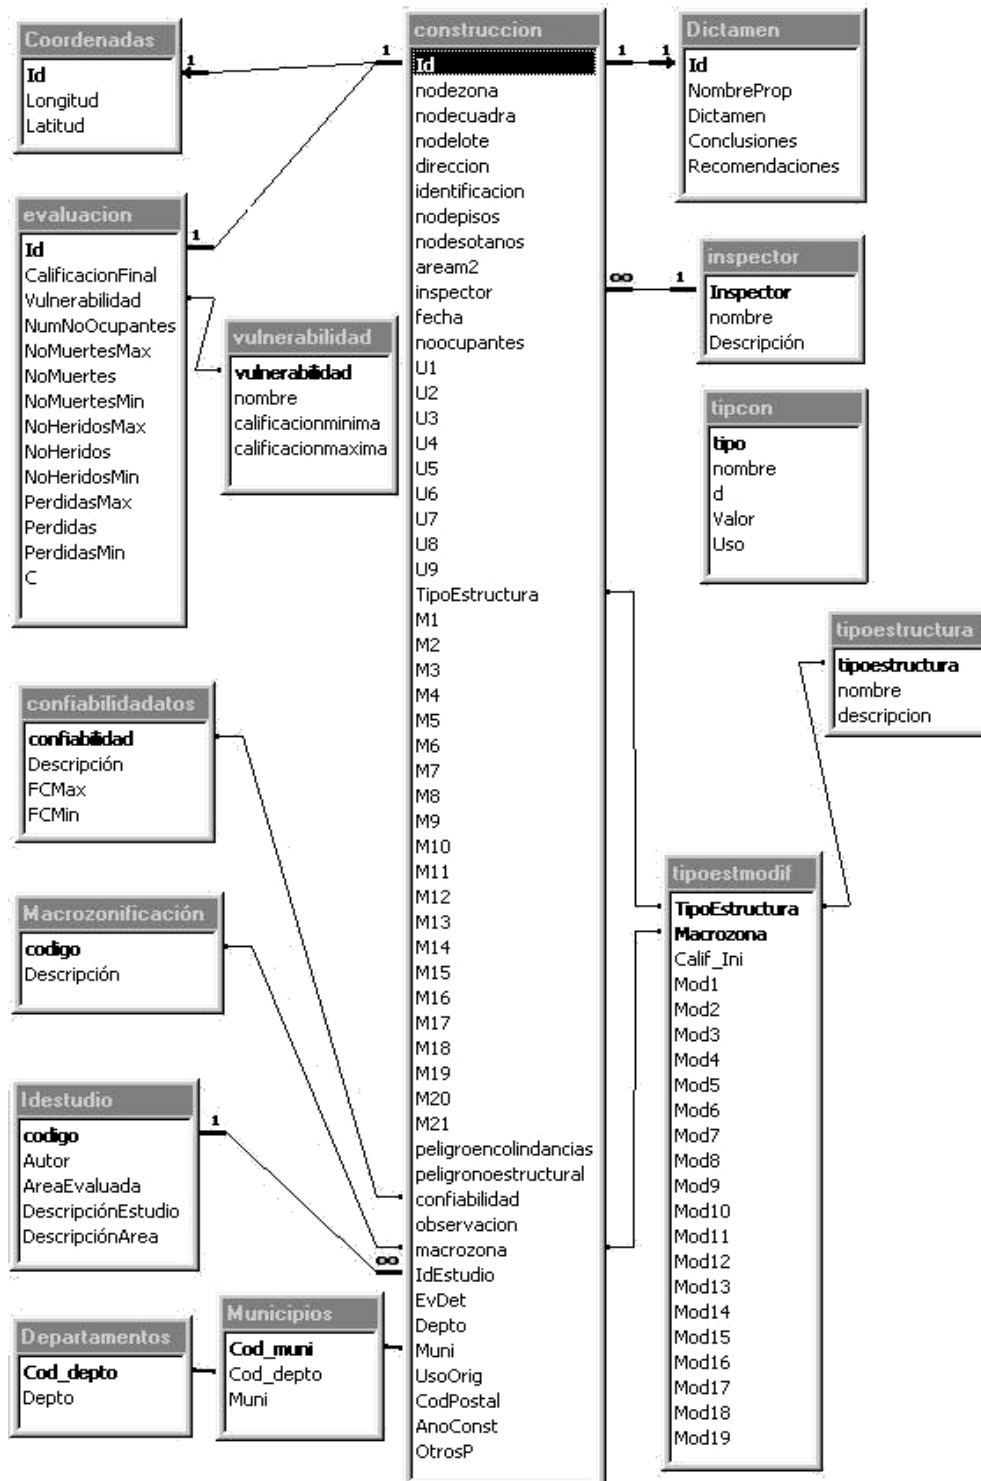 Coordenadas
1
Id
Longitud
Latitud
evaluacion
1
Id
CalificacionFinal
Vulnerabilidad
NumNoOcupantes
NoMuertesMax
NoMuertes
NoMuertesMin
NoHeridosMax
NoHeridos
NoHeridosMin
PerdidasMax
Perdidas
PerdidasMin
C
vulnerabilidad
vulnerabilidad
nombre
calificacionminima
calificacionmaxima
confiabilidadatos
confiabilidad
Descripción
FCMax
FCMin
Macrozonificación
codigo
Descripción
Idestudio
1
codigo
Autor
AreaEvaluada
DescripciónEstudio
DescripciónArea
Departamentos
Cod_depto
Depto
Municipios
Cod_muni
Cod_depto
Muni
construccion
1
1
Id
nodezona
nodecuadra
nodelote
direccion
identificacion
nodepisos
nodesotanos
aream2
inspector
∞
fecha
noocupantes
U1
U2
U3
U4
U5
U6
U7
U8
U9
TipoEstructura
M1
M2
M3
M4
M5
M6
M7
M8
M9
M10
M11
M12
M13
M14
M15
M16
M17
M18
M19
M20
M21
peligroencolindancias
peligronoestructural
confiabilidad
observacion
macrozona
∞
IdEstudio
EvDet
Depto
Muni
UsoOrig
CodPostal
AnoConst
OtrosP
Dictamen
1
Id
NombreProp
Dictamen
Conclusiones
Recomendaciones
inspector
1
Inspector
nombre
Descripción
tipcon
tipo
nombre
d
Valor
Uso
tipoestructura
tipoestructura
nombre
descripcion
tipoestmodif
TipoEstructura
Macrozona
Calif_Ini
Mod1
Mod2
Mod3
Mod4
Mod5
Mod6
Mod7
Mod8
Mod9
Mod10
Mod11
Mod12
Mod13
Mod14
Mod15
Mod16
Mod17
Mod18
Mod19